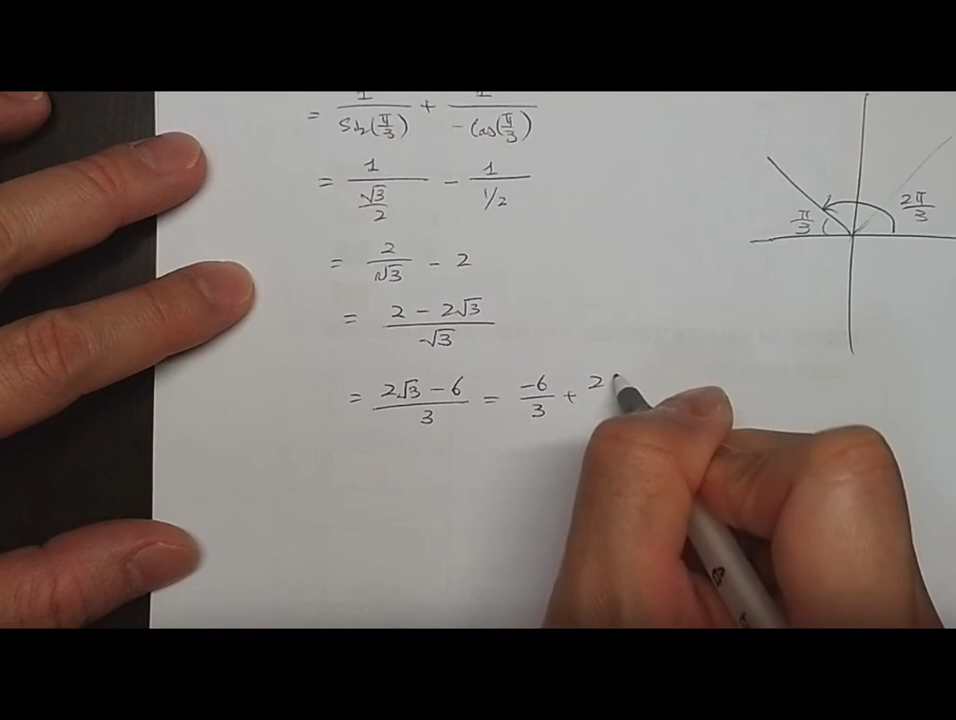 = 1/sin(π/3) + 1/-cos(π/3)
= 1/(√3/2) - 1/(1/2)
2π/3
π/3
= 2/√3 - 2
= (2 - 2√3)/√3
= (2√3 - 6)/3 = -6/3 + 2